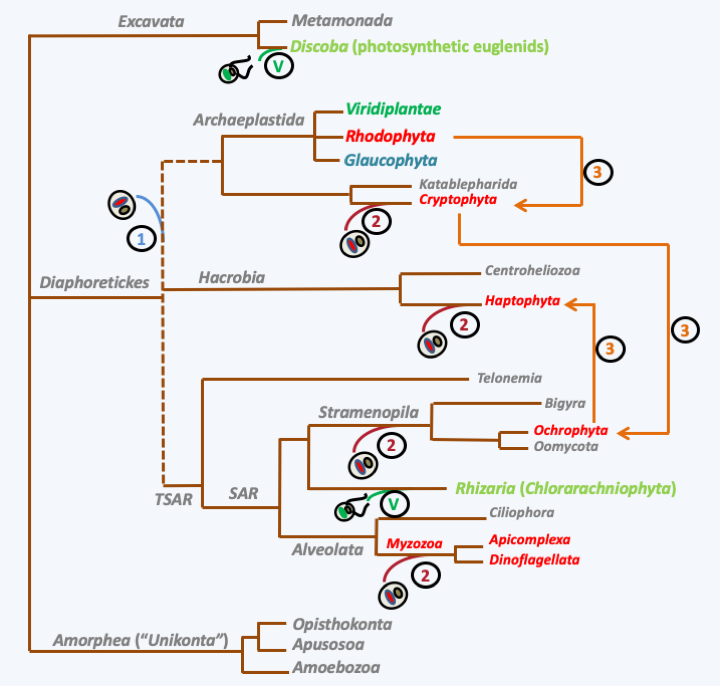 Excavata
Metamonada
Discoba (photosynthetic euglenids)
V
Archaeplastida
Viridiplantae
Rhodophyta
Glaucophyta
3
Katablepharida
Cryptophyta
2
1
Diaphoretickes
Hacrobia
Centroheliozoa
Haptophyta
2
3
3
Telonemia
Stramenopila
Bigyra
Ochrophyta
Oomycota
2
TSAR
SAR
Rhizaria (Chlorarachniophyta)
V
Ciliophora
Alveolata
Myzozoa
Apicomplexa
Dinoflagellata
2
Amorphea (“Unikonta”)
Opisthokonta
Apusosoa
Amoebozoa